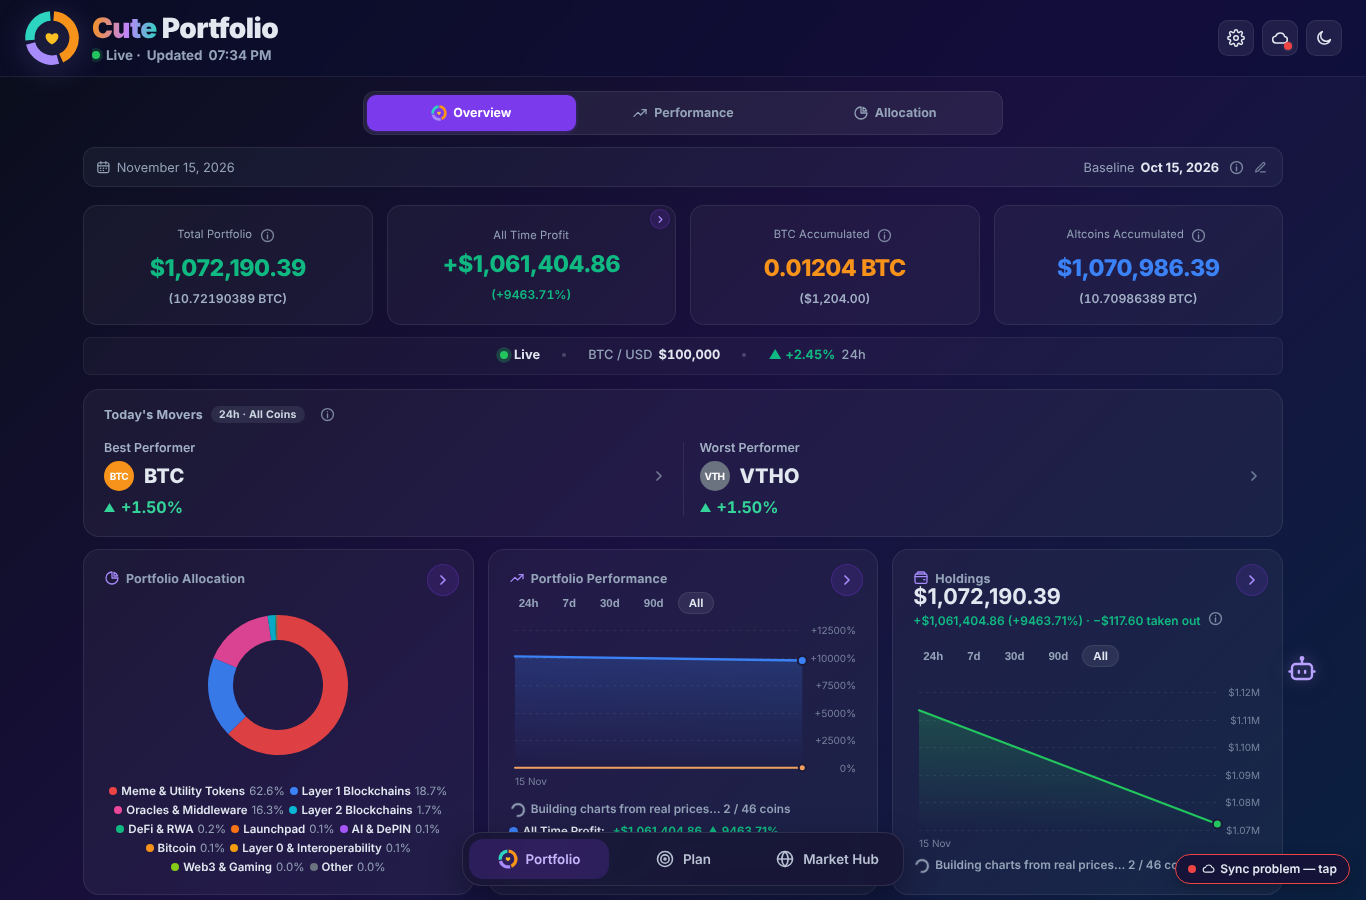 Cute Portfolio
Live · Updated 07:34 PM
Overview
Performance
Allocation
November 15, 2026
Baseline Oct 15, 2026
Total Portfolio
$1,072,190.39
(10.72190389 BTC)
All Time Profit
+$1,061,404.86
(+9463.71%)
BTC Accumulated
0.01204 BTC
($1,204.00)
Altcoins Accumulated
$1,070,986.39
(10.70986389 BTC)
Live • BTC / USD $100,000 • ▲ +2.45% 24h
Today's Movers 24h · All Coins
Best Performer
BTC BTC
▲ +1.50%
Worst Performer
VTH VTHO
▲ +1.50%
Portfolio Allocation
Meme & Utility Tokens 62.6% Layer 1 Blockchains 18.7%
Oracles & Middleware 16.3% Layer 2 Blockchains 1.7%
DeFi & RWA 0.2% Launchpad 0.1% AI & DePIN 0.1%
Bitcoin 0.1% Layer 0 & Interoperability 0.1%
Web3 & Gaming 0.0% Other 0.0%
Portfolio Performance
24h 7d 30d 90d All
+12500%
+10000%
+7500%
+5000%
+2500%
0%
15 Nov
Building charts from real prices... 2 / 46 coins
All Time Profit: +$1,061,404.86 ▲ 9463.71%
Holdings
$1,072,190.39
+$1,061,404.86 (+9463.71%) · −$117.60 taken out
24h 7d 30d 90d All
$1.12M
$1.11M
$1.10M
$1.09M
$1.08M
$1.07M
15 Nov
Building charts from real prices... 2 / 46 co
Portfolio
Plan
Market Hub
Sync problem — tap